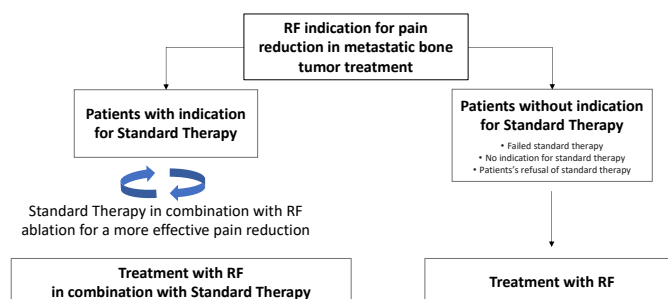 RF indication for pain
reduction in metastatic bone
tumor treatment
Patients with indication
for Standard Therapy
Standard Therapy in combination with RF
ablation for a more effective pain reduction
Treatment with RF
in combination with Standard Therapy
Patients without indication
for Standard Therapy
• Failed standard therapy
• No indication for standard therapy
• Patients's refusal of standard therapy
Treatment with RF